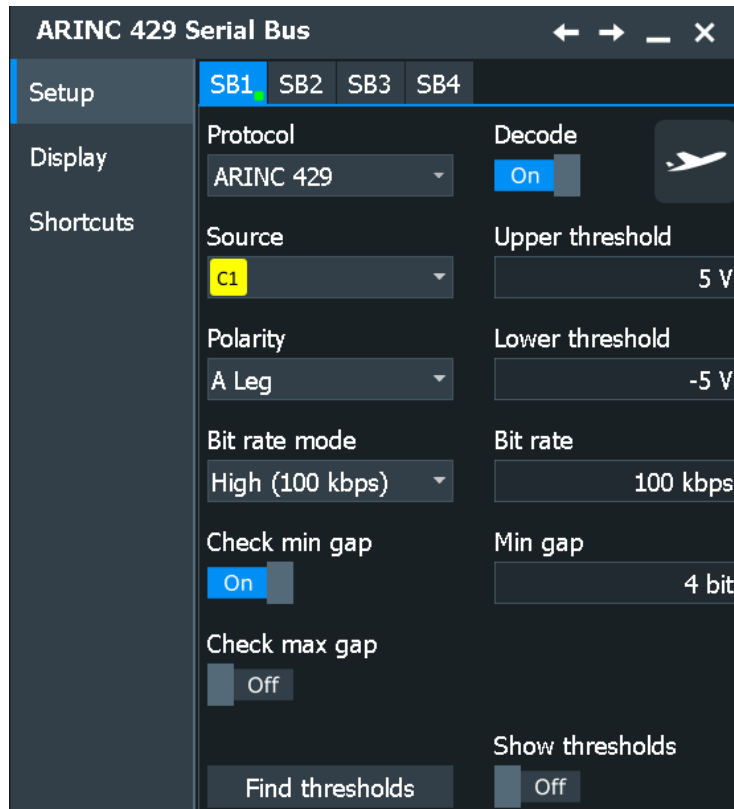 ARINC 429 Serial Bus
Setup
Display
Shortcuts
SB1 SB2 SB3 SB4
Protocol
ARINC 429
Decode
On
Source
C1
Upper threshold
5 V
Polarity
A Leg
Lower threshold
-5 V
Bit rate mode
High (100 kbps)
Bit rate
100 kbps
Check min gap
On
Min gap
4 bit
Check max gap
Off
Find thresholds
Show thresholds
Off